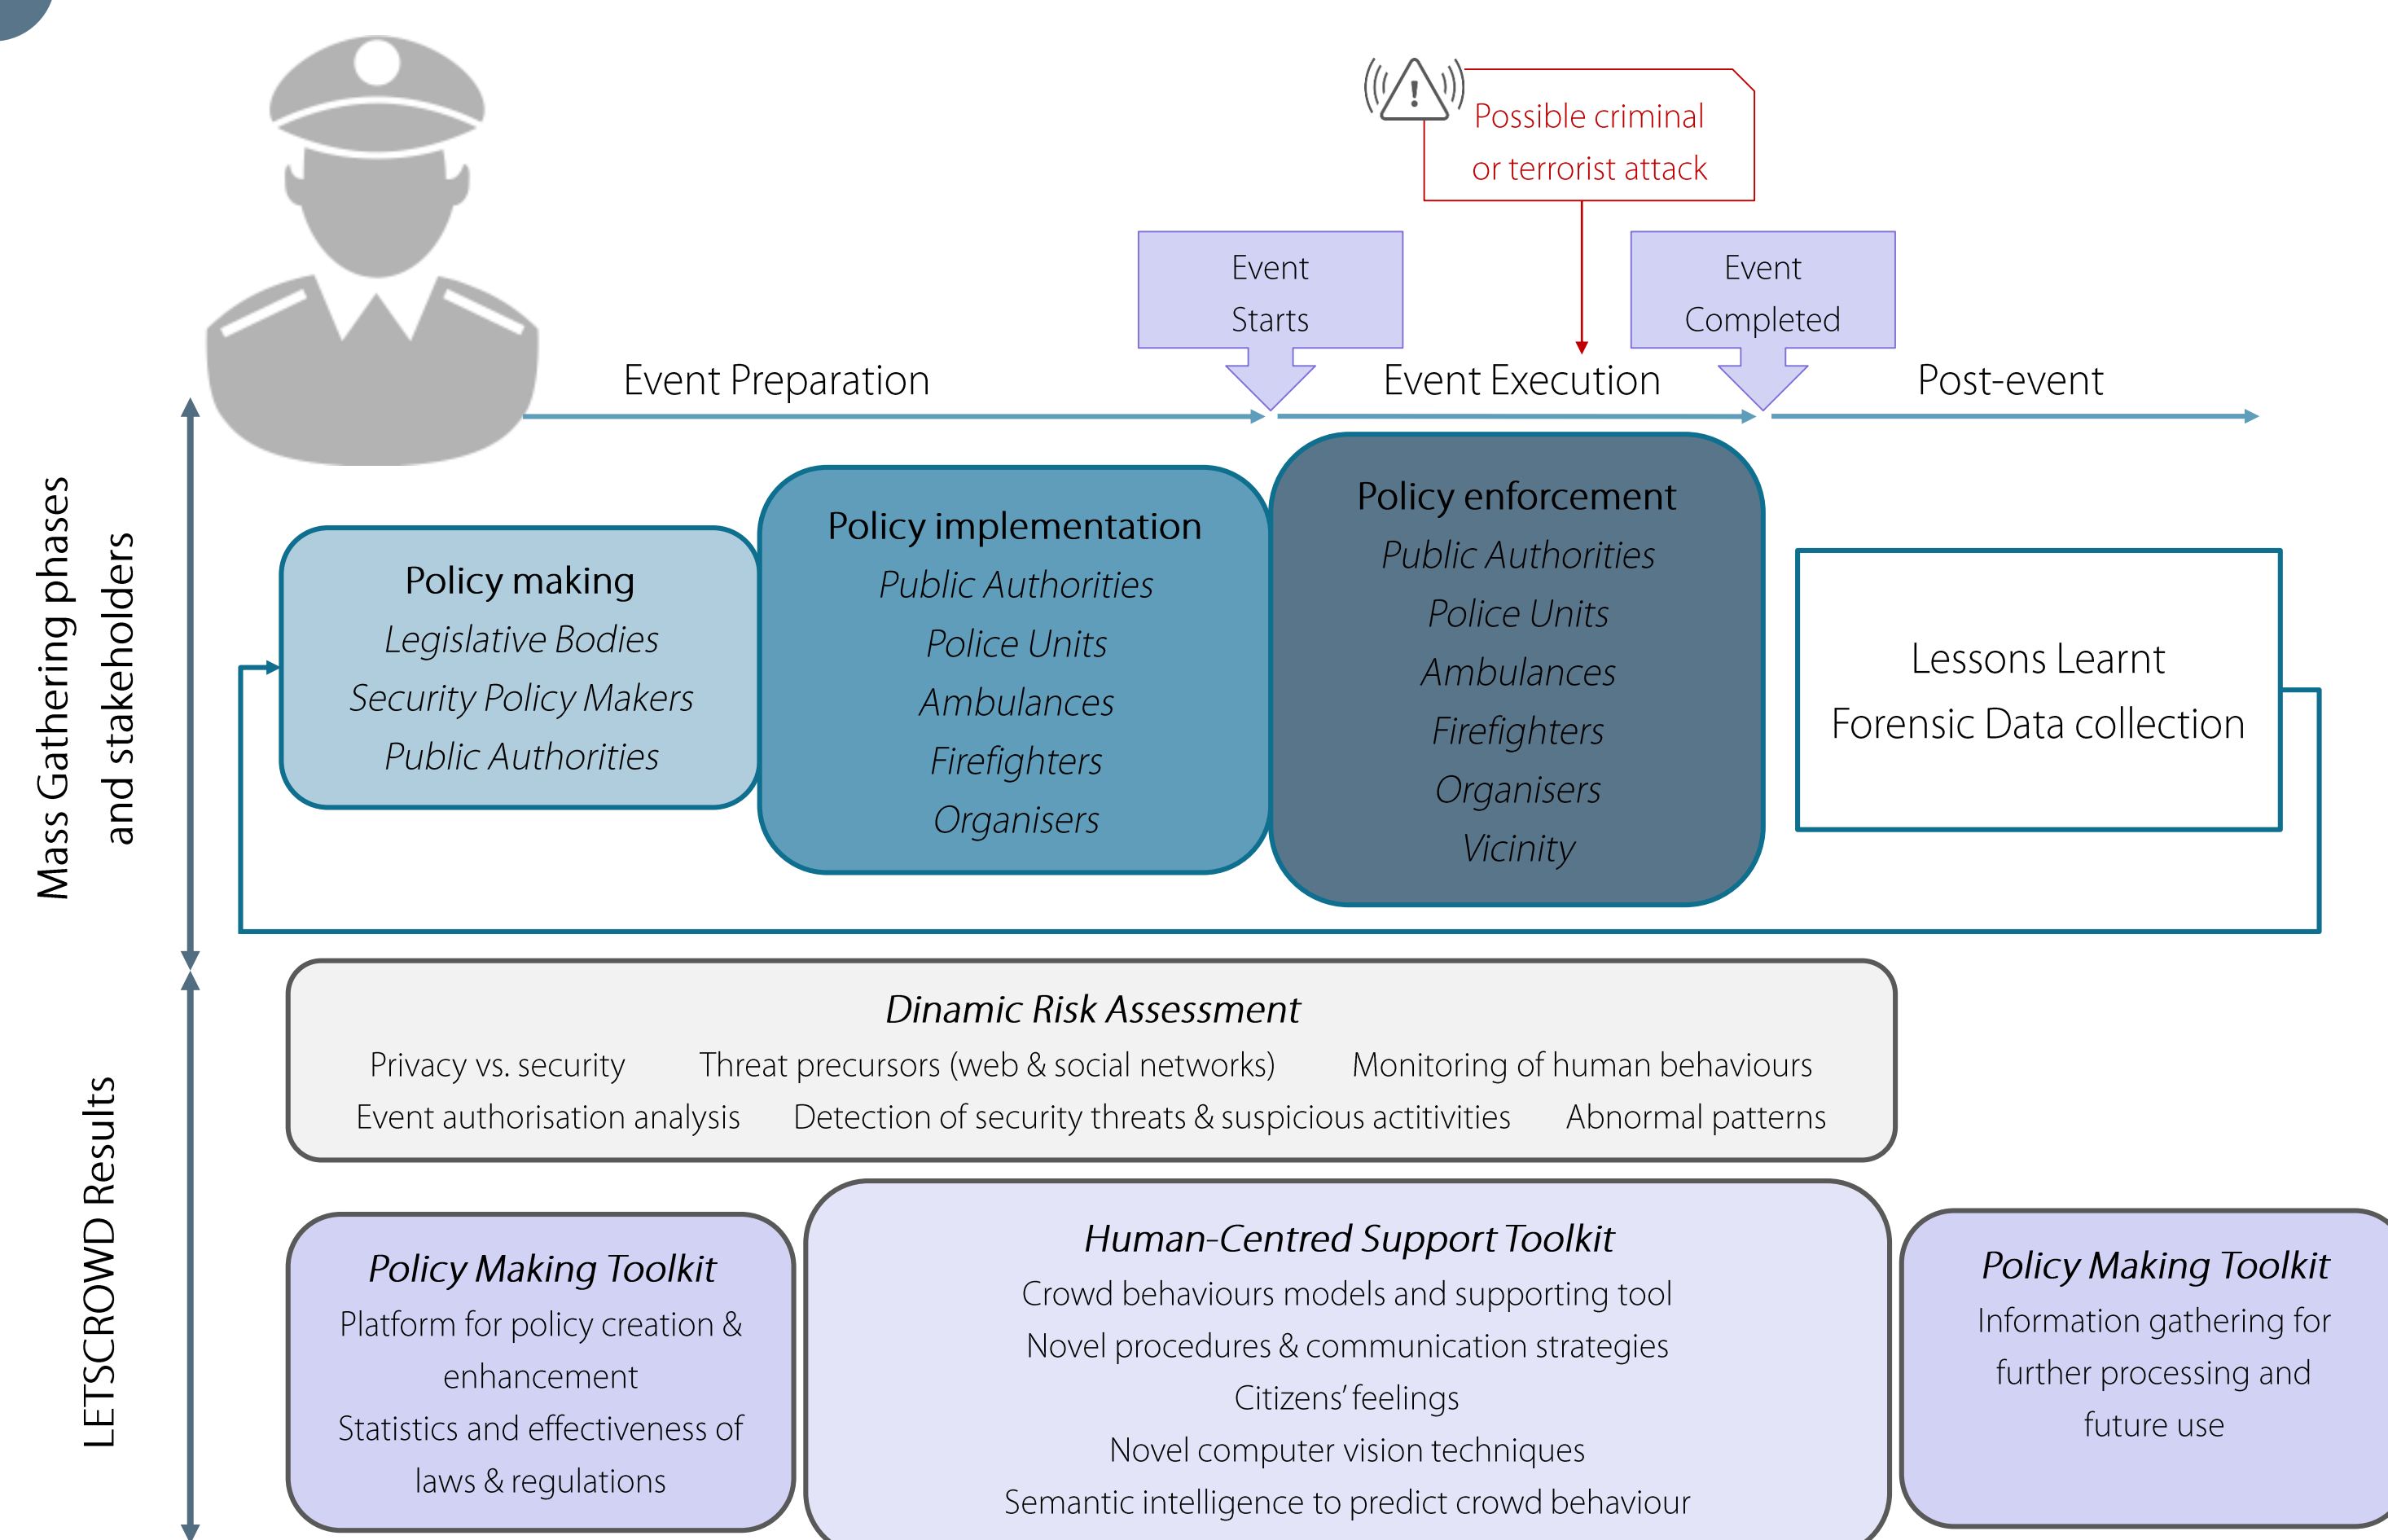 Possible criminal
or terrorist attack
Event
Starts
Event
Completed
Event Preparation
Event Execution
Post-event
Mass Gathering phases
and stakeholders
Policy making
Legislative Bodies
Security Policy Makers
Public Authorities
Policy implementation
Public Authorities
Police Units
Ambulances
Firefighters
Organisers
Policy enforcement
Public Authorities
Police Units
Ambulances
Firefighters
Organisers
Vicinity
Lessons Learnt
Forensic Data collection
LETSCROWD Results
Dinamic Risk Assessment
Privacy vs. security Threat precursors (web & social networks) Monitoring of human behaviours
Event authorisation analysis Detection of security threats & suspicious actitivities Abnormal patterns
Policy Making Toolkit
Platform for policy creation &
enhancement
Statistics and effectiveness of
laws & regulations
Human-Centred Support Toolkit
Crowd behaviours models and supporting tool
Novel procedures & communication strategies
Citizens’ feelings
Novel computer vision techniques
Semantic intelligence to predict crowd behaviour
Policy Making Toolkit
Information gathering for
further processing and
future use